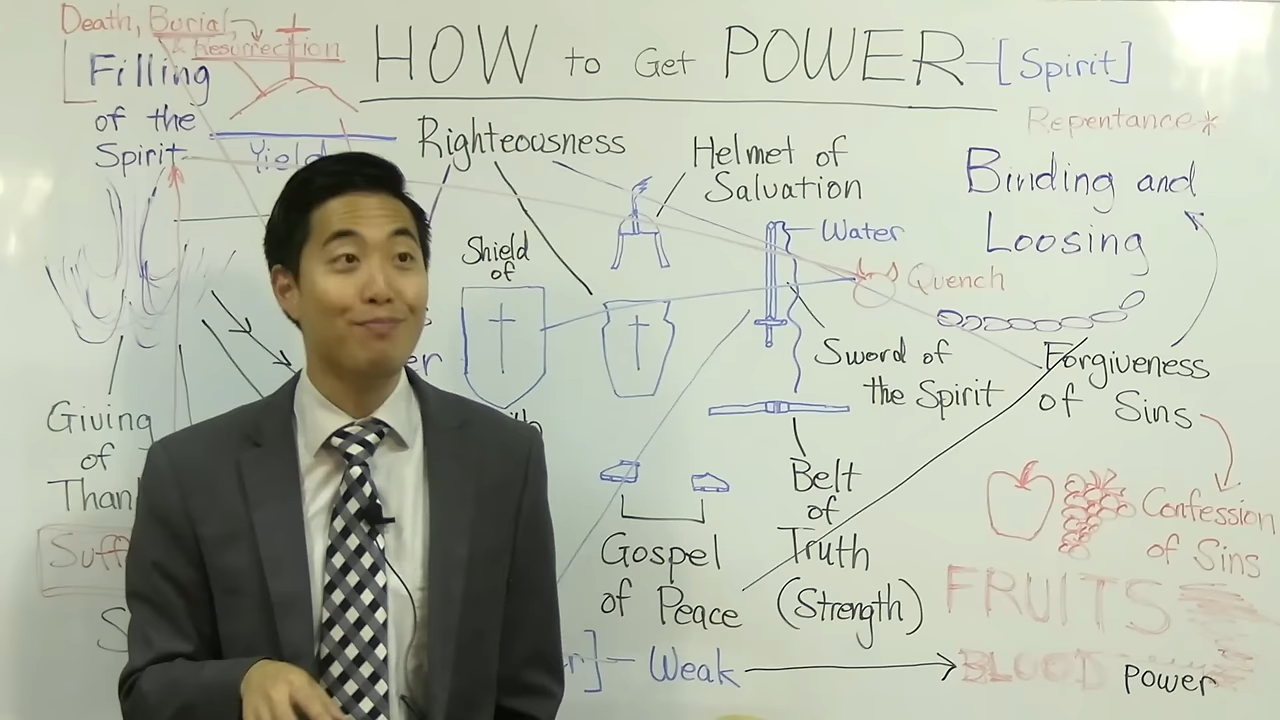 Death, Burial,
& Resurrection
HOW to Get POWER-[Spirit]
Filling
of the
Spirit
Yield
Repentance*
Righteousness
Helmet of
Salvation
Binding and
Loosing
Shield
of
Water
Quench
Sword of
the Spirit
Forgiveness
of Sins
Giving
of
Belt
of
Truth
(Strength)
Confession
of Sins
Gospel
of Peace
FRUITS
Weak
BLOOD power